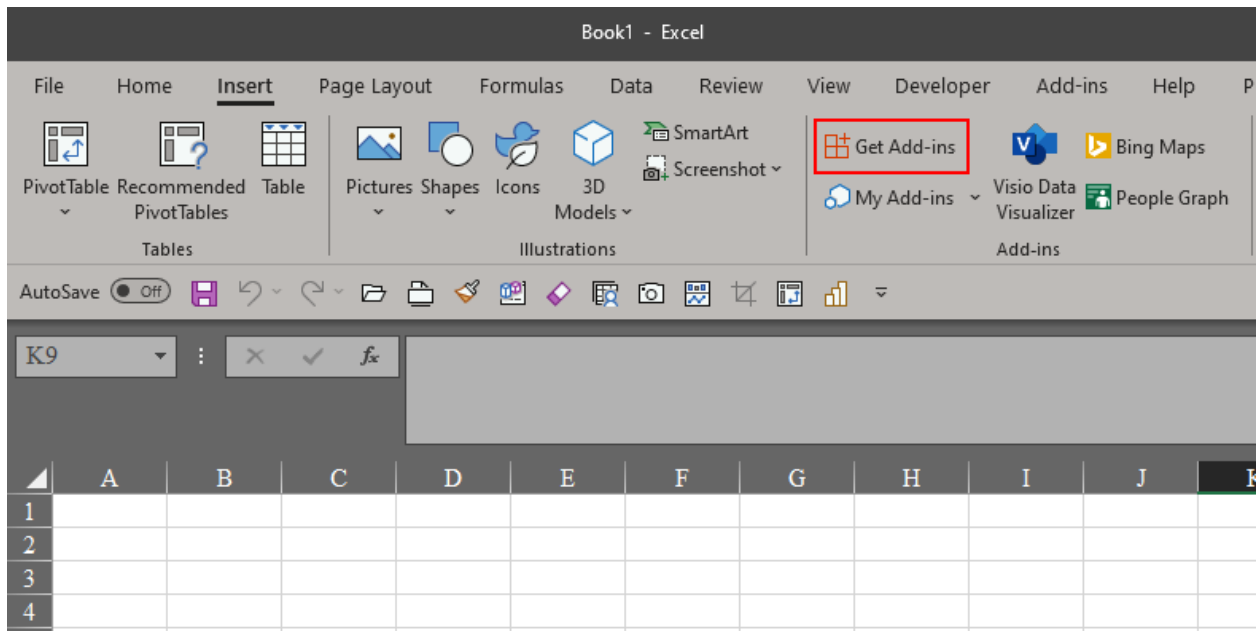 Book1 - Excel
File Home Insert Page Layout Formulas Data Review View Developer Add-ins Help P
PivotTable
Recommended
PivotTables
Table
Tables
Pictures
Shapes
Icons
3D
Models
SmartArt
Screenshot
Illustrations
Get Add-ins
My Add-ins
Visio Data
Visualizer
Bing Maps
People Graph
Add-ins
AutoSave Off
K9 fx
A B C D E F G H I J K
1
2
3
4